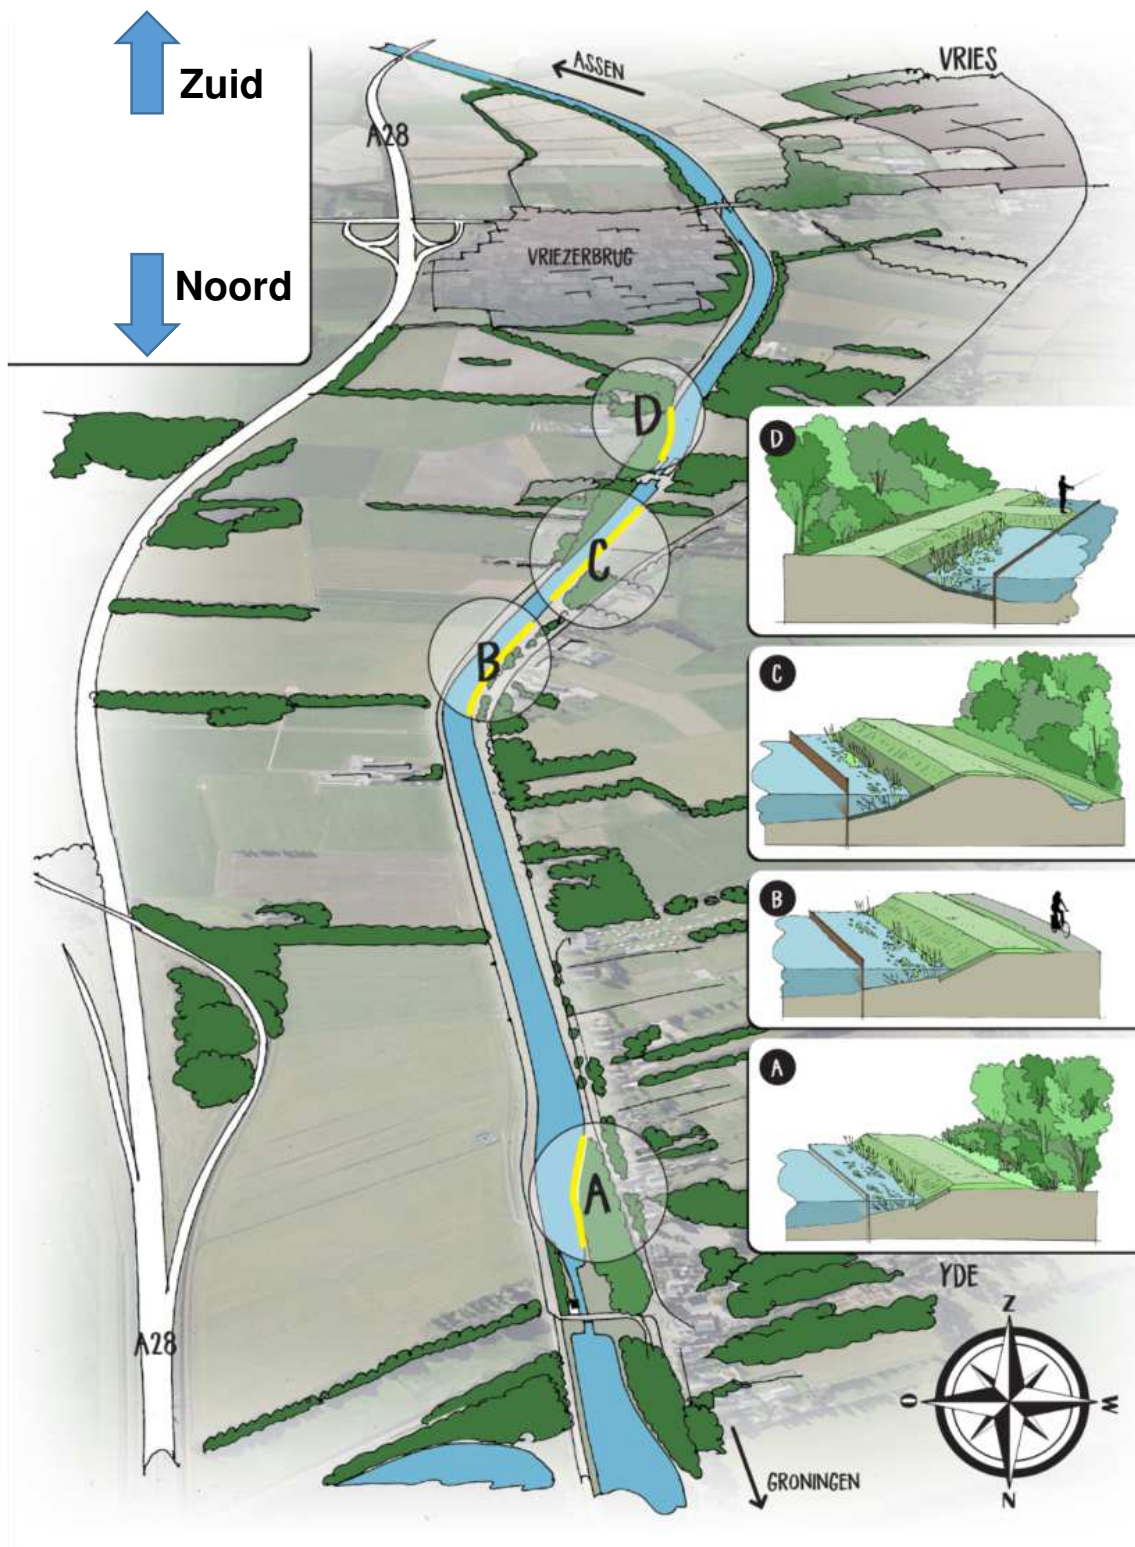 Zuid
Noord
ASSEN
VRIES
A28
VRIEZERBRUG
D
C
B
A
D
C
B
A
YDE
A28
GRONINGEN
Z
O
W
N